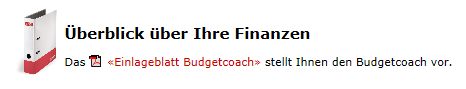 Überblick über Ihre Finanzen
Das «Einlageblatt Budgetcoach» stellt Ihnen den Budgetcoach vor.